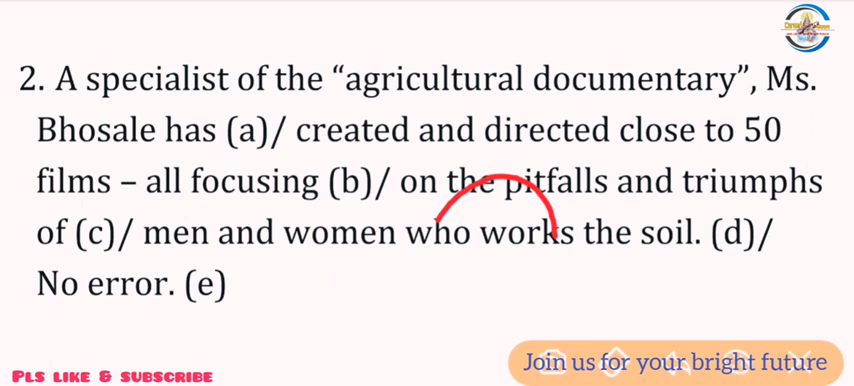 2. A specialist of the “agricultural documentary”, Ms.
Bhosale has (a)/ created and directed close to 50
films – all focusing (b)/ on the pitfalls and triumphs
of (c)/ men and women who works the soil. (d)/
No error. (e)
Join us for your bright future
PLS LIKE & SUBSCRIBE